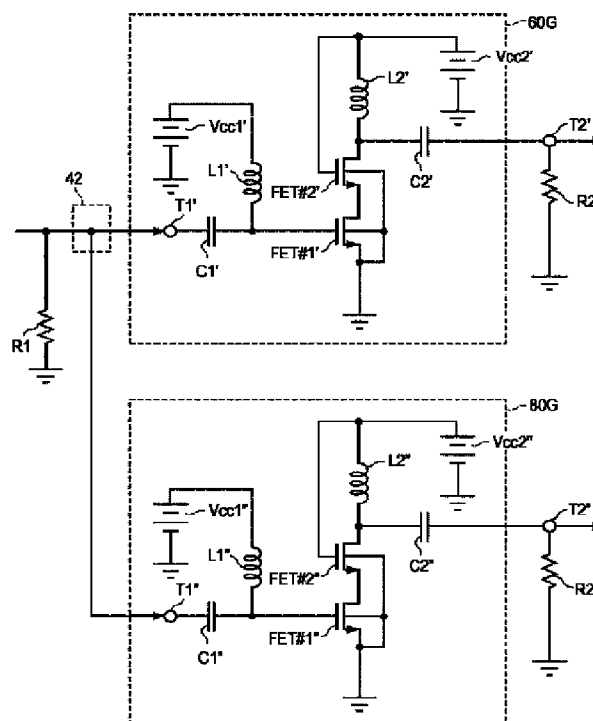 60G
Vcc2'
L2'
Vcc1'
L1'
T2'
42
T1'
FET#2'
C2'
R2
FET#1'
C1'
R1
80G
Vcc2"
L2"
Vcc1"
L1"
T2"
T1"
FET#2"
C2"
R2
FET#1"
C1"